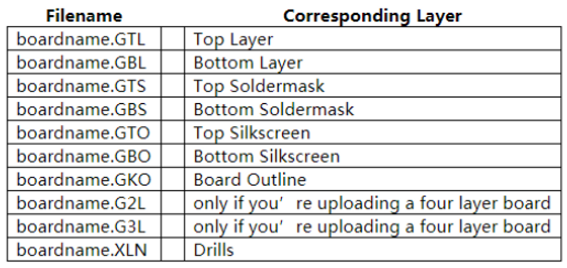 Filename Corresponding Layer
boardname.GTL Top Layer
boardname.GBL Bottom Layer
boardname.GTS Top Soldermask
boardname.GBS Bottom Soldermask
boardname.GTO Top Silkscreen
boardname.GBO Bottom Silkscreen
boardname.GKO Board Outline
boardname.G2L only if you’re uploading a four layer board
boardname.G3L only if you’re uploading a four layer board
boardname.XLN Drills